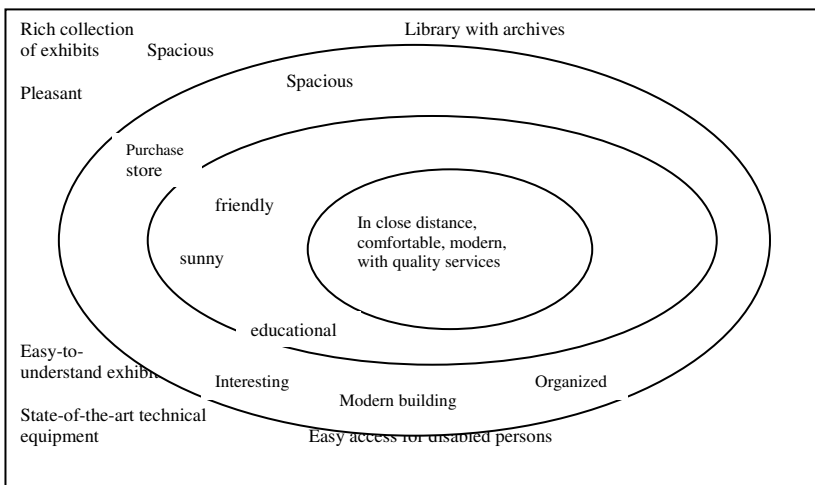 Rich collection
of exhibits
Spacious
Library with archives
Pleasant
Spacious
Purchase
store
friendly
In close distance,
comfortable, modern,
with quality services
sunny
educational
Easy-to-
understand
Interesting
Organized
Modern building
State-of-the-art technical
equipment
Easy access for disabled persons